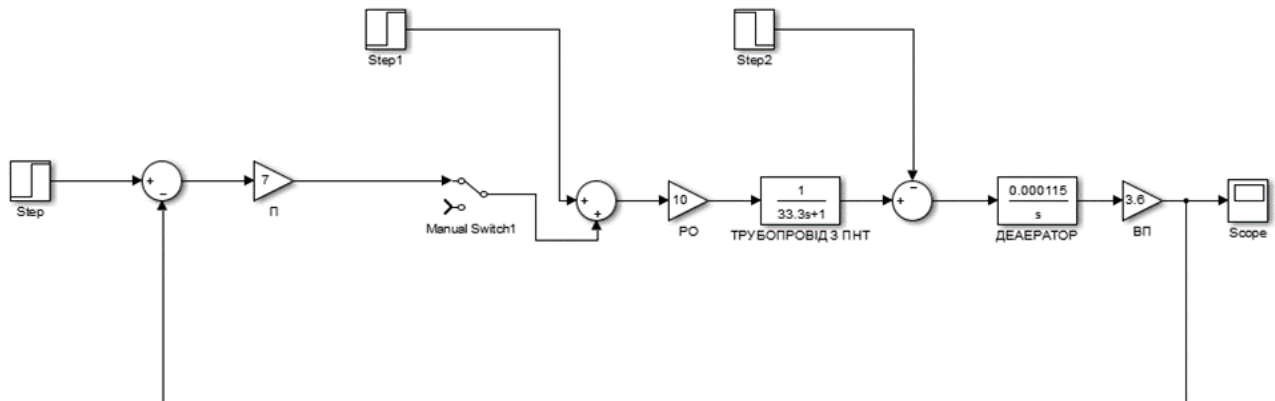 Step1
Step2
+
−
Step
7
П
Manual Switch1
+
+
10
РО
1
33.3s+1
ТРУБОПРОВІД З ПНТ
−
+
0.000115
s
ДЕАЕРАТОР
3.6
ВП
Scope